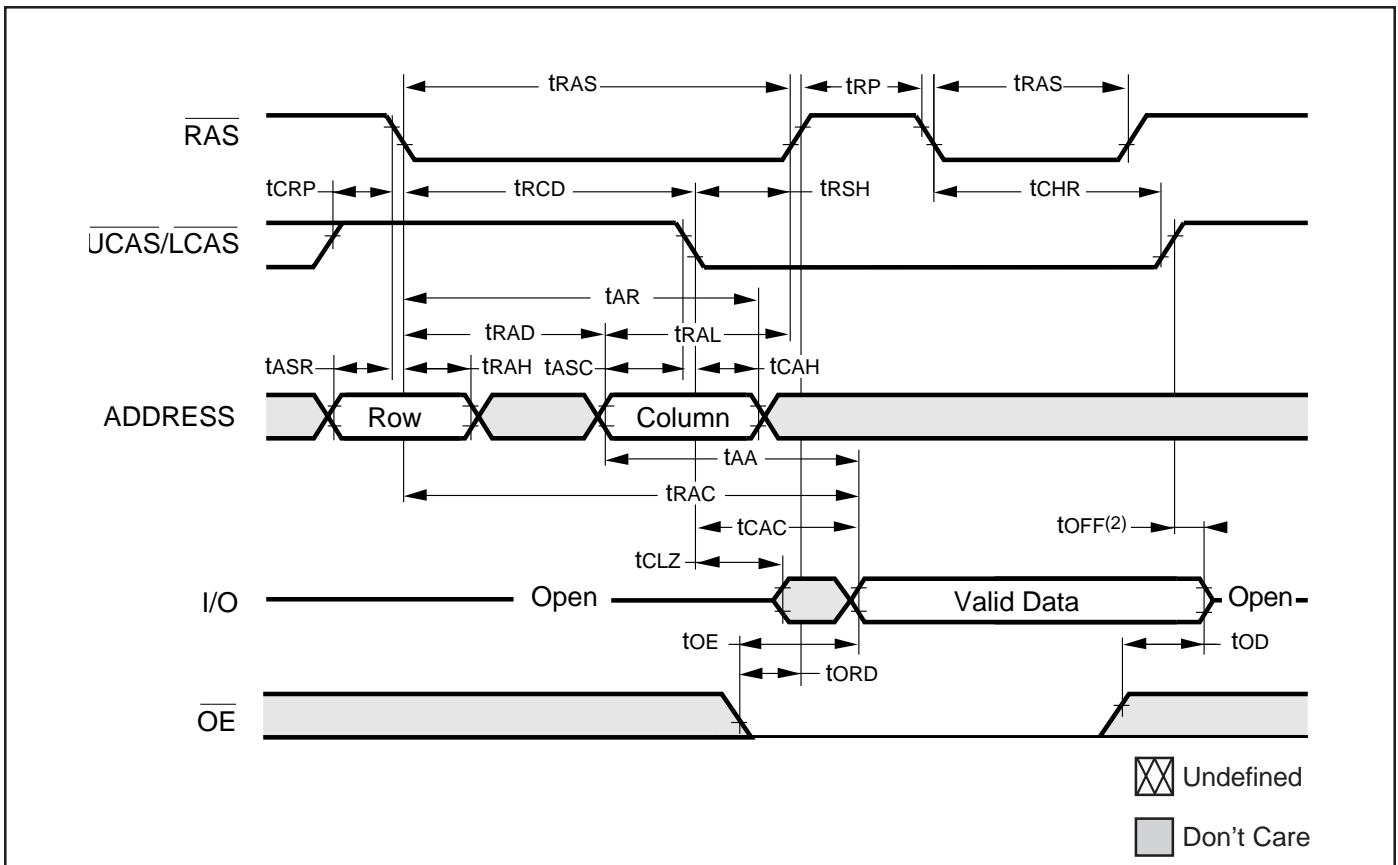 tRAS tRP tRAS
RAS
tCRP tRCD tRSH tCHR
UCAS/LCAS
tAR
tRAD tRAL
tASR tRAH tASC tCAH
ADDRESS Row Column
tAA
tRAC
tCAC tOFF(2)
tCLZ
I/O Open Valid Data Open
tOE tOD
tORD
OE
Undefined
Don't Care